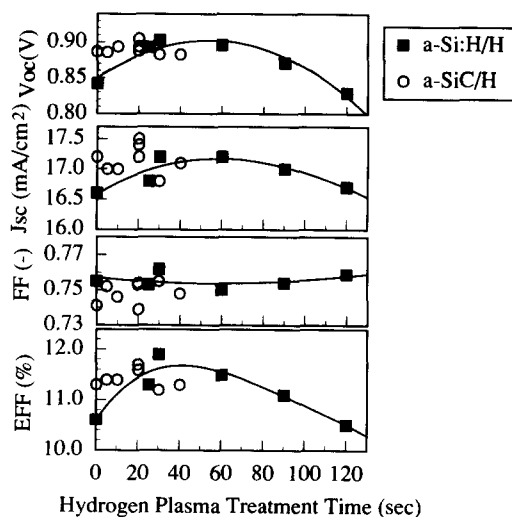 Voc(V)
0.90
0.85
0.80
a-Si:H/H
a-SiC/H
Jsc (mA/cm²)
17.5
17.0
16.5
16.0
FF (-)
0.77
0.75
0.73
EFF (%)
12.0
11.0
10.0
0 20 40 60 80 100 120
Hydrogen Plasma Treatment Time (sec)